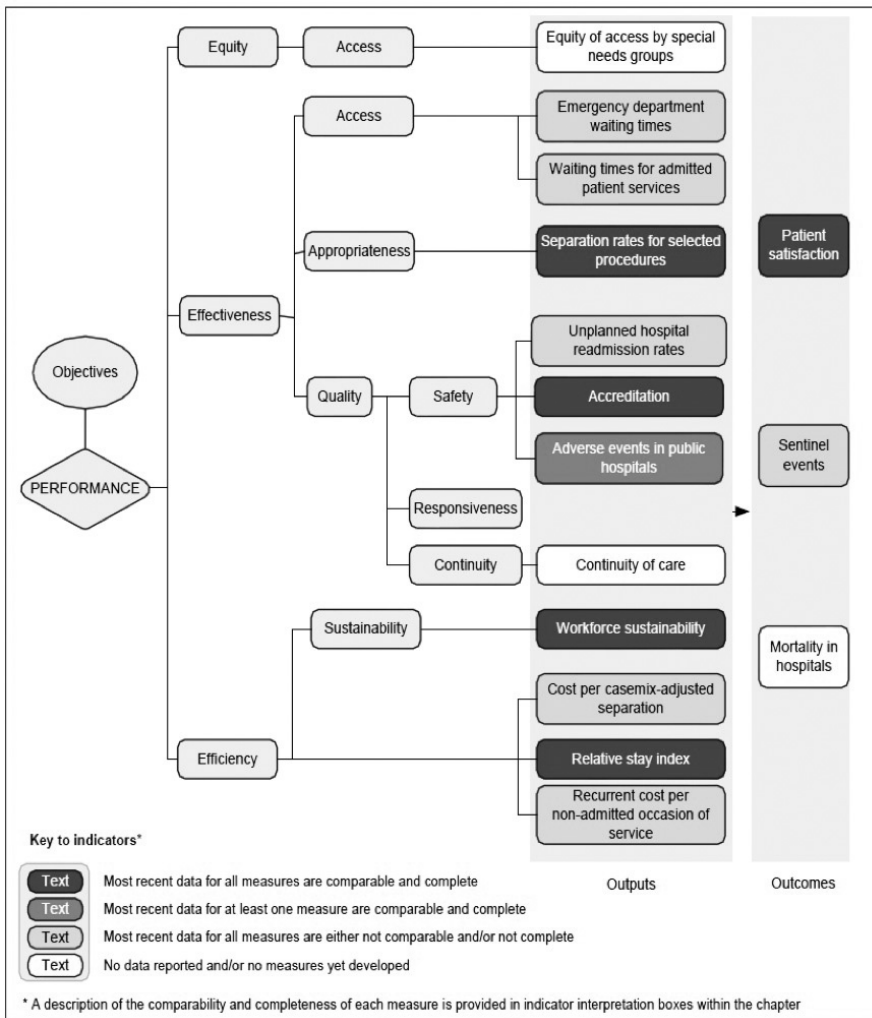 Equity
Access
Equity of access by special
needs groups
Access
Emergency department
waiting times
Waiting times for admitted
patient services
Appropriateness
Separation rates for selected
procedures
Patient
satisfaction
Effectiveness
Unplanned hospital
readmission rates
Objectives
Quality
Safety
Accreditation
Adverse events in public
hospitals
Sentinel
events
PERFORMANCE
Responsiveness
Continuity
Continuity of care
Sustainability
Workforce sustainability
Mortality in
hospitals
Cost per casemix-adjusted
separation
Efficiency
Relative stay index
Recurrent cost per
non-admitted occasion of
service
Key to indicators*
Text Most recent data for all measures are comparable and complete
Text Most recent data for at least one measure are comparable and complete
Text Most recent data for all measures are either not comparable and/or not complete
Text No data reported and/or no measures yet developed
Outputs
Outcomes
* A description of the comparability and completeness of each measure is provided in indicator interpretation boxes within the chapter